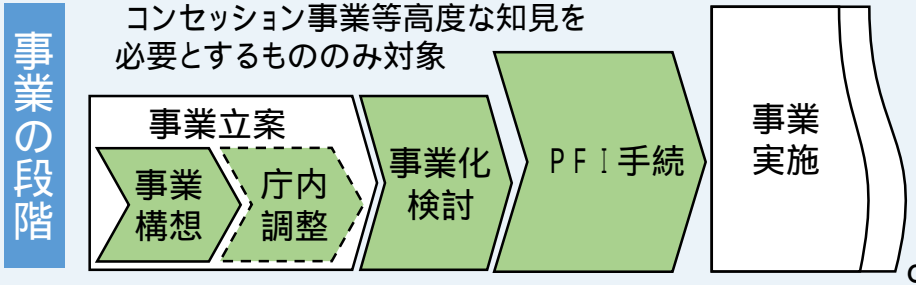 事業の段階
コンセッション事業等高度な知見を
必要とするもののみ対象
事業立案
事業
構想
庁内
調整
事業化
検討
ＰＦＩ手続
事業
実施